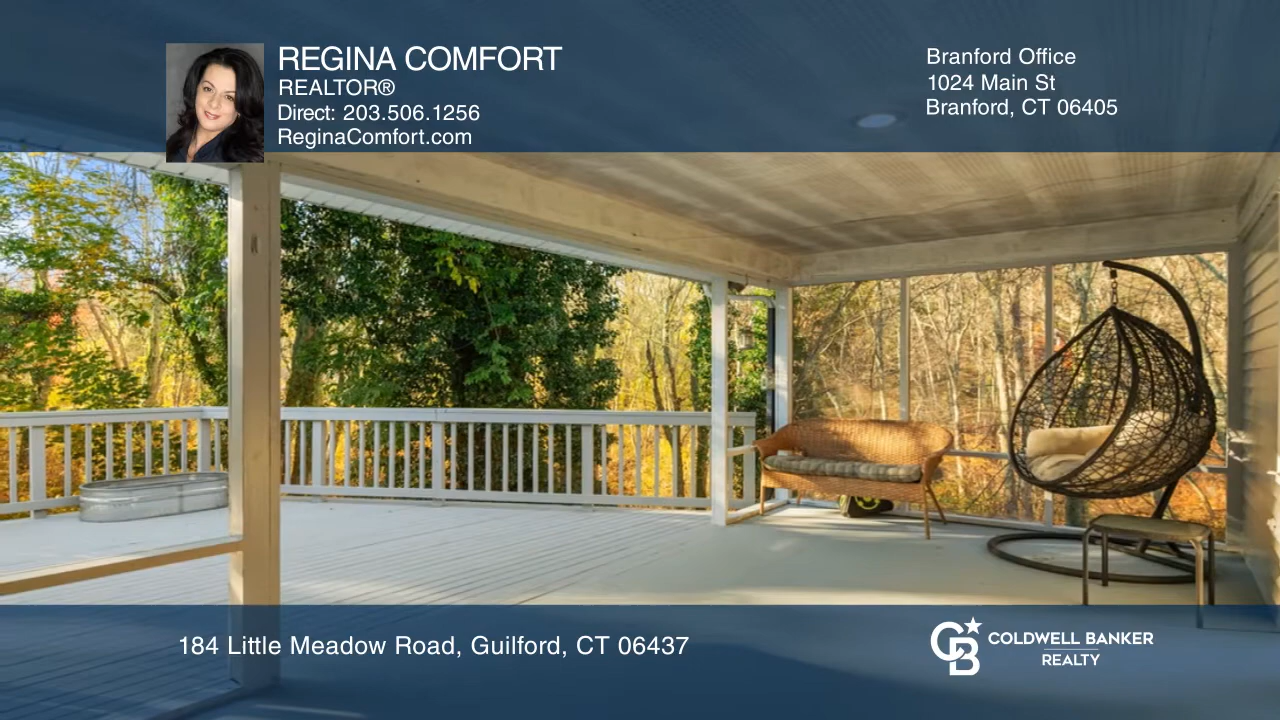 REGINA COMFORT
REALTOR®
Direct: 203.506.1256
ReginaComfort.com
Branford Office
1024 Main St
Branford, CT 06405
184 Little Meadow Road, Guilford, CT 06437
CB
COLDWELL BANKER
REALTY